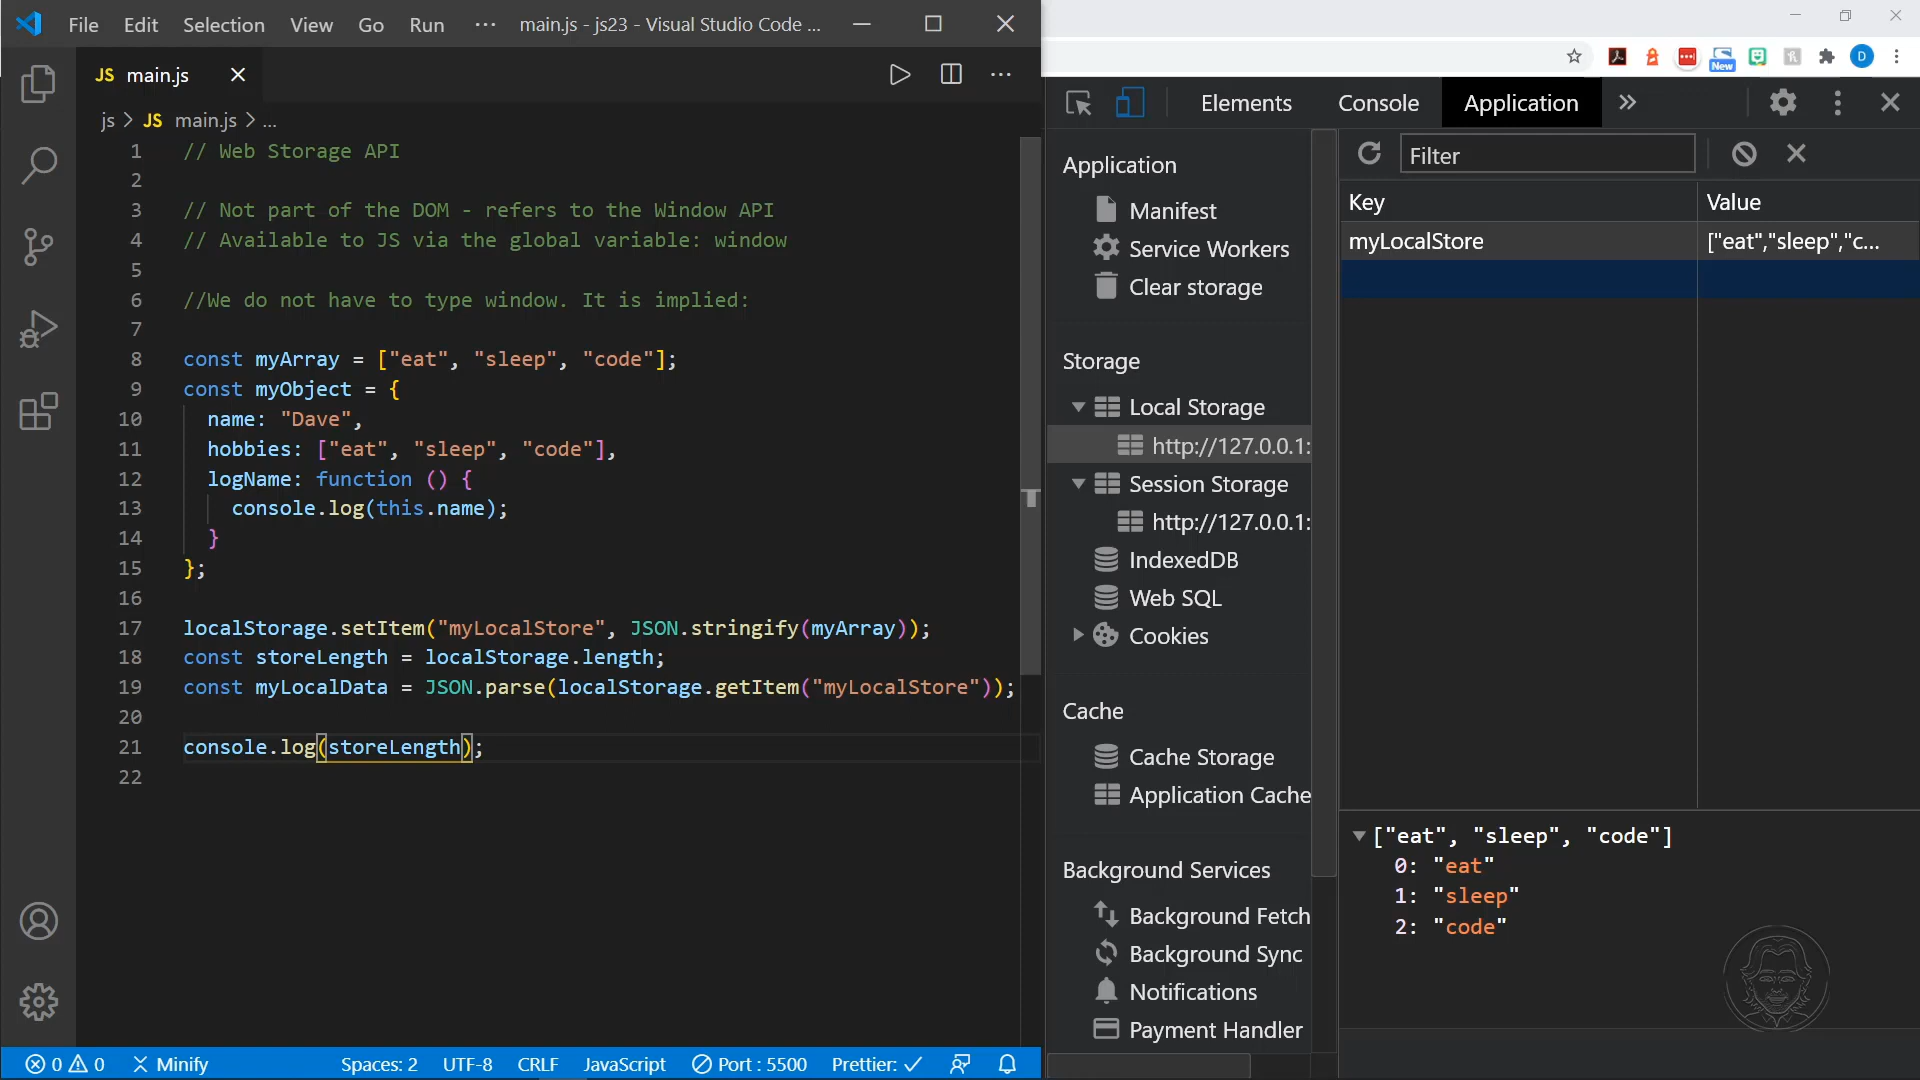 File Edit Selection View Go Run ··· main.js - js23 - Visual Studio Code ...
JS main.js
js > JS main.js > ...
1 // Web Storage API
2
3 // Not part of the DOM - refers to the Window API
4 // Available to JS via the global variable: window
5
6 //We do not have to type window. It is implied:
7
8 const myArray = ["eat", "sleep", "code"];
9 const myObject = {
10 name: "Dave",
11 hobbies: ["eat", "sleep", "code"],
12 logName: function () {
13 console.log(this.name);
14 }
15 };
16
17 localStorage.setItem("myLocalStore", JSON.stringify(myArray));
18 const storeLength = localStorage.length;
19 const myLocalData = JSON.parse(localStorage.getItem("myLocalStore"));
20
21 console.log(storeLength);
22
0 0 Minify Spaces: 2 UTF-8 CRLF JavaScript Port : 5500 Prettier: ✓
New D
Elements Console Application »
Application
Manifest
Service Workers
Clear storage
Storage
Local Storage
http://127.0.0.1:
Session Storage
http://127.0.0.1:
IndexedDB
Web SQL
Cookies
Cache
Cache Storage
Application Cache
Background Services
Background Fetch
Background Sync
Notifications
Payment Handler
Filter
Key Value
myLocalStore ["eat","sleep","c...
["eat", "sleep", "code"]
0: "eat"
1: "sleep"
2: "code"